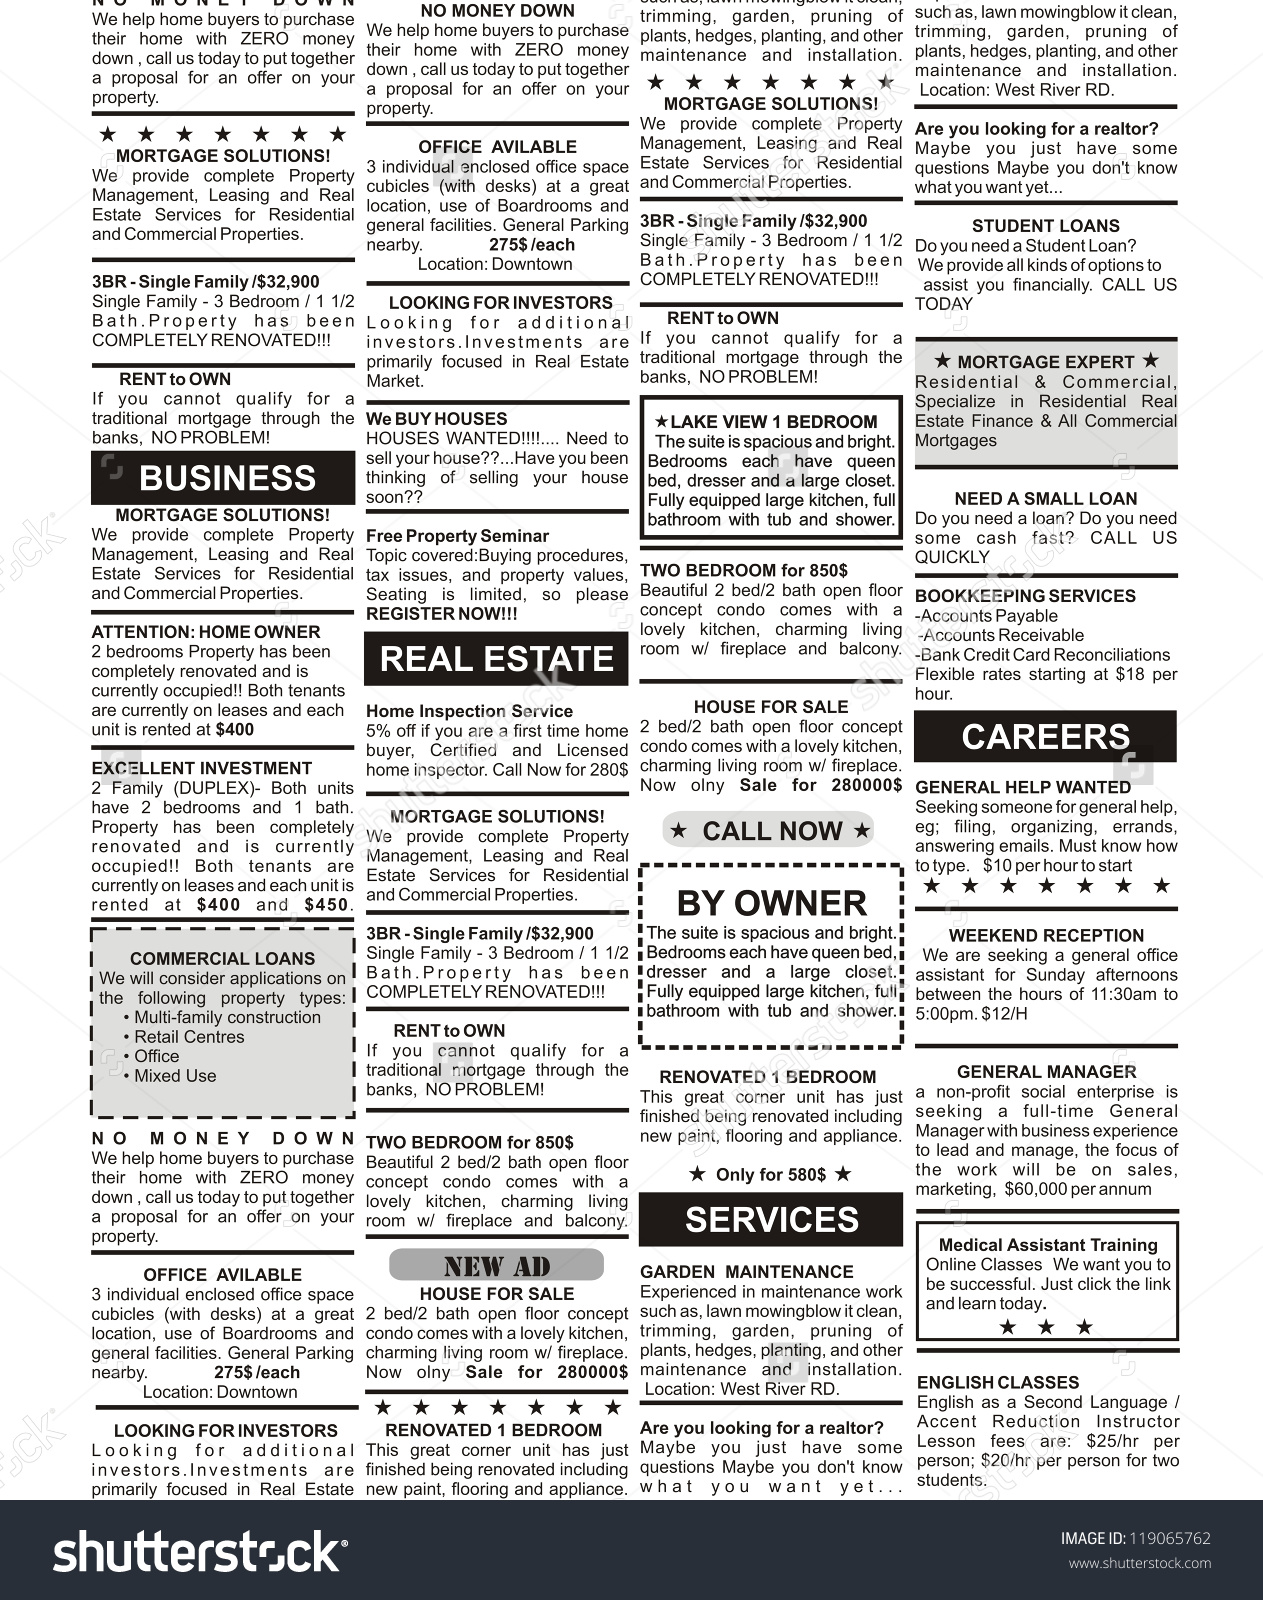 NO MONEY DOWN
We help home buyers to purchase
their home with ZERO money
down , call us today to put together
a proposal for an offer on your
property.
★ ★ ★ ★ ★ ★ ★
MORTGAGE SOLUTIONS!
We provide complete Property
Management, Leasing and Real
Estate Services for Residential
and Commercial Properties.
3BR - Single Family /$32,900
Single Family - 3 Bedroom / 1 1/2
Bath.Property has been
COMPLETELY RENOVATED!!!
RENT to OWN
If you cannot qualify for a
traditional mortgage through the
banks, NO PROBLEM!
BUSINESS
MORTGAGE SOLUTIONS!
We provide complete Property
Management, Leasing and Real
Estate Services for Residential
and Commercial Properties.
ATTENTION: HOME OWNER
2 bedrooms Property has been
completely renovated and is
currently occupied!! Both tenants
are currently on leases and each
unit is rented at $400
EXCELLENT INVESTMENT
2 Family (DUPLEX)- Both units
have 2 bedrooms and 1 bath.
Property has been completely
renovated and is currently
occupied!! Both tenants are
currently on leases and each unit is
rented at $400 and $450.
COMMERCIAL LOANS
We will consider applications on
the following property types:
• Multi-family construction
• Retail Centres
• Office
• Mixed Use
NO MONEY DOWN
We help home buyers to purchase
their home with ZERO money
down , call us today to put together
a proposal for an offer on your
property.
OFFICE AVILABLE
3 individual enclosed office space
cubicles (with desks) at a great
location, use of Boardrooms and
general facilities. General Parking
nearby. 275$ /each
Location: Downtown
LOOKING FOR INVESTORS
Looking for additional
investors.Investments are
primarily focused in Real Estate
NO MONEY DOWN
We help home buyers to purchase
their home with ZERO money
down , call us today to put together
a proposal for an offer on your
property.
OFFICE AVILABLE
3 individual enclosed office space
cubicles (with desks) at a great
location, use of Boardrooms and
general facilities. General Parking
nearby. 275$ /each
Location: Downtown
LOOKING FOR INVESTORS
Looking for additional
investors.Investments are
primarily focused in Real Estate
Market.
We BUY HOUSES
HOUSES WANTED!!!!.... Need to
sell your house??...Have you been
thinking of selling your house
soon??
Free Property Seminar
Topic covered:Buying procedures,
tax issues, and property values,
Seating is limited, so please
REGISTER NOW!!!
REAL ESTATE
Home Inspection Service
5% off if you are a first time home
buyer, Certified and Licensed
home inspector. Call Now for 280$
MORTGAGE SOLUTIONS!
We provide complete Property
Management, Leasing and Real
Estate Services for Residential
and Commercial Properties.
3BR - Single Family /$32,900
Single Family - 3 Bedroom / 1 1/2
Bath.Property has been
COMPLETELY RENOVATED!!!
RENT to OWN
If you cannot qualify for a
traditional mortgage through the
banks, NO PROBLEM!
TWO BEDROOM for 850$
Beautiful 2 bed/2 bath open floor
concept condo comes with a
lovely kitchen, charming living
room w/ fireplace and balcony.
NEW AD
HOUSE FOR SALE
2 bed/2 bath open floor concept
condo comes with a lovely kitchen,
charming living room w/ fireplace.
Now olny Sale for 280000$
★ ★ ★ ★ ★ ★ ★
RENOVATED 1 BEDROOM
This great corner unit has just
finished being renovated including
new paint, flooring and appliance.
such as, lawn mowingblow it clean,
trimming, garden, pruning of
plants, hedges, planting, and other
maintenance and installation.
★ ★ ★ ★ ★ ★ ★
MORTGAGE SOLUTIONS!
We provide complete Property
Management, Leasing and Real
Estate Services for Residential
and Commercial Properties.
3BR - Single Family /$32,900
Single Family - 3 Bedroom / 1 1/2
Bath.Property has been
COMPLETELY RENOVATED!!!
RENT to OWN
If you cannot qualify for a
traditional mortgage through the
banks, NO PROBLEM!
★LAKE VIEW 1 BEDROOM
The suite is spacious and bright.
Bedrooms each have queen
bed, dresser and a large closet.
Fully equipped large kitchen, full
bathroom with tub and shower.
TWO BEDROOM for 850$
Beautiful 2 bed/2 bath open floor
concept condo comes with a
lovely kitchen, charming living
room w/ fireplace and balcony.
HOUSE FOR SALE
2 bed/2 bath open floor concept
condo comes with a lovely kitchen,
charming living room w/ fireplace.
Now olny Sale for 280000$
★ CALL NOW ★
BY OWNER
The suite is spacious and bright.
Bedrooms each have queen bed,
dresser and a large closet.
Fully equipped large kitchen, full
bathroom with tub and shower.
RENOVATED 1 BEDROOM
This great corner unit has just
finished being renovated including
new paint, flooring and appliance.
★ Only for 580$ ★
SERVICES
GARDEN MAINTENANCE
Experienced in maintenance work
such as, lawn mowingblow it clean,
trimming, garden, pruning of
plants, hedges, planting, and other
maintenance and installation.
Location: West River RD.
Are you looking for a realtor?
Maybe you just have some
questions Maybe you don't know
what you want yet...
such as, lawn mowingblow it clean,
trimming, garden, pruning of
plants, hedges, planting, and other
maintenance and installation.
Location: West River RD.
Are you looking for a realtor?
Maybe you just have some
questions Maybe you don't know
what you want yet...
STUDENT LOANS
Do you need a Student Loan?
We provide all kinds of options to
assist you financially. CALL US
TODAY
★ MORTGAGE EXPERT ★
Residential & Commercial,
Specialize in Residential Real
Estate Finance & All Commercial
Mortgages
NEED A SMALL LOAN
Do you need a loan? Do you need
some cash fast? CALL US
QUICKLY
BOOKKEEPING SERVICES
-Accounts Payable
-Accounts Receivable
-Bank Credit Card Reconciliations
Flexible rates starting at $18 per
hour.
CAREERS
GENERAL HELP WANTED
Seeking someone for general help,
eg; filing, organizing, errands,
answering emails. Must know how
to type. $10 per hour to start
★ ★ ★ ★ ★ ★ ★
WEEKEND RECEPTION
We are seeking a general office
assistant for Sunday afternoons
between the hours of 11:30am to
5:00pm. $12/H
GENERAL MANAGER
a non-profit social enterprise is
seeking a full-time General
Manager with business experience
to lead and manage, the focus of
the work will be on sales,
marketing, $60,000 per annum
Medical Assistant Training
Online Classes We want you to
be successful. Just click the link
and learn today.
★ ★ ★
ENGLISH CLASSES
English as a Second Language /
Accent Reduction Instructor
Lesson fees are: $25/hr per
person; $20/hr per person for two
students.
shutterstock
IMAGE ID: 119065762
www.shutterstock.com